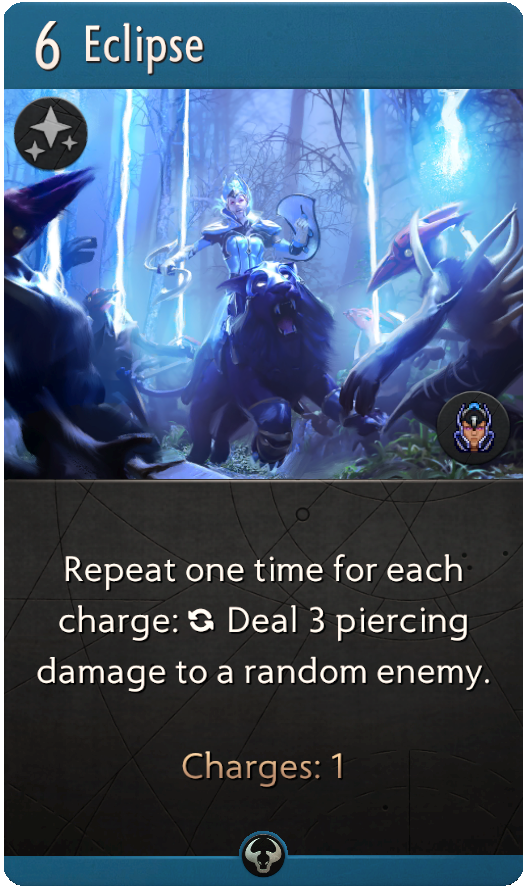 6 Eclipse
Repeat one time for each
charge: Deal 3 piercing
damage to a random enemy.
Charges: 1